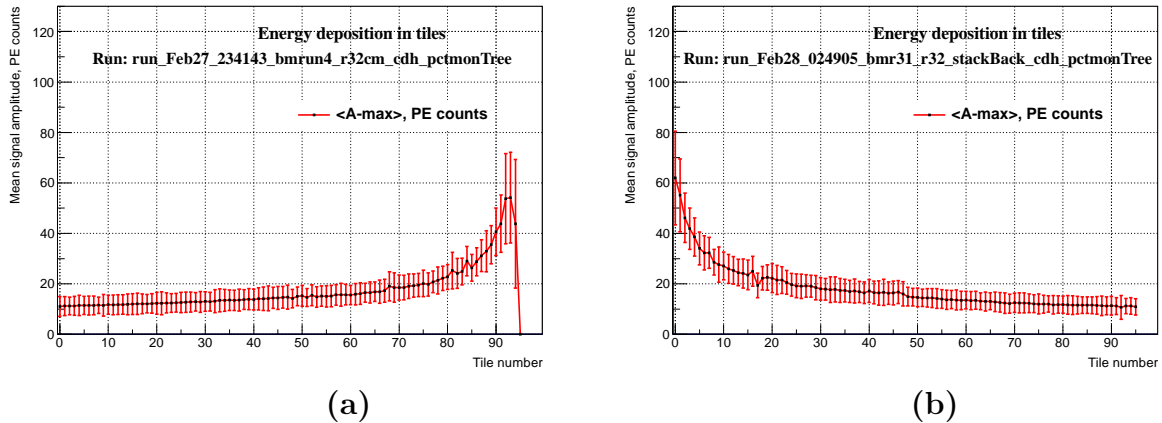 Energy deposition in tiles
Run: run_Feb27_234143_bmrun4_r32cm_cdh_pctmonTree
<A-max>, PE counts
Mean signal amplitude, PE counts
120
100
80
60
40
20
0
0 10 20 30 40 50 60 70 80 90
Tile number
(a)
Energy deposition in tiles
Run: run_Feb28_024905_bmr31_r32_stackBack_cdh_pctmonTree
<A-max>, PE counts
Mean signal amplitude, PE counts
120
100
80
60
40
20
0
0 10 20 30 40 50 60 70 80 90
Tile number
(b)